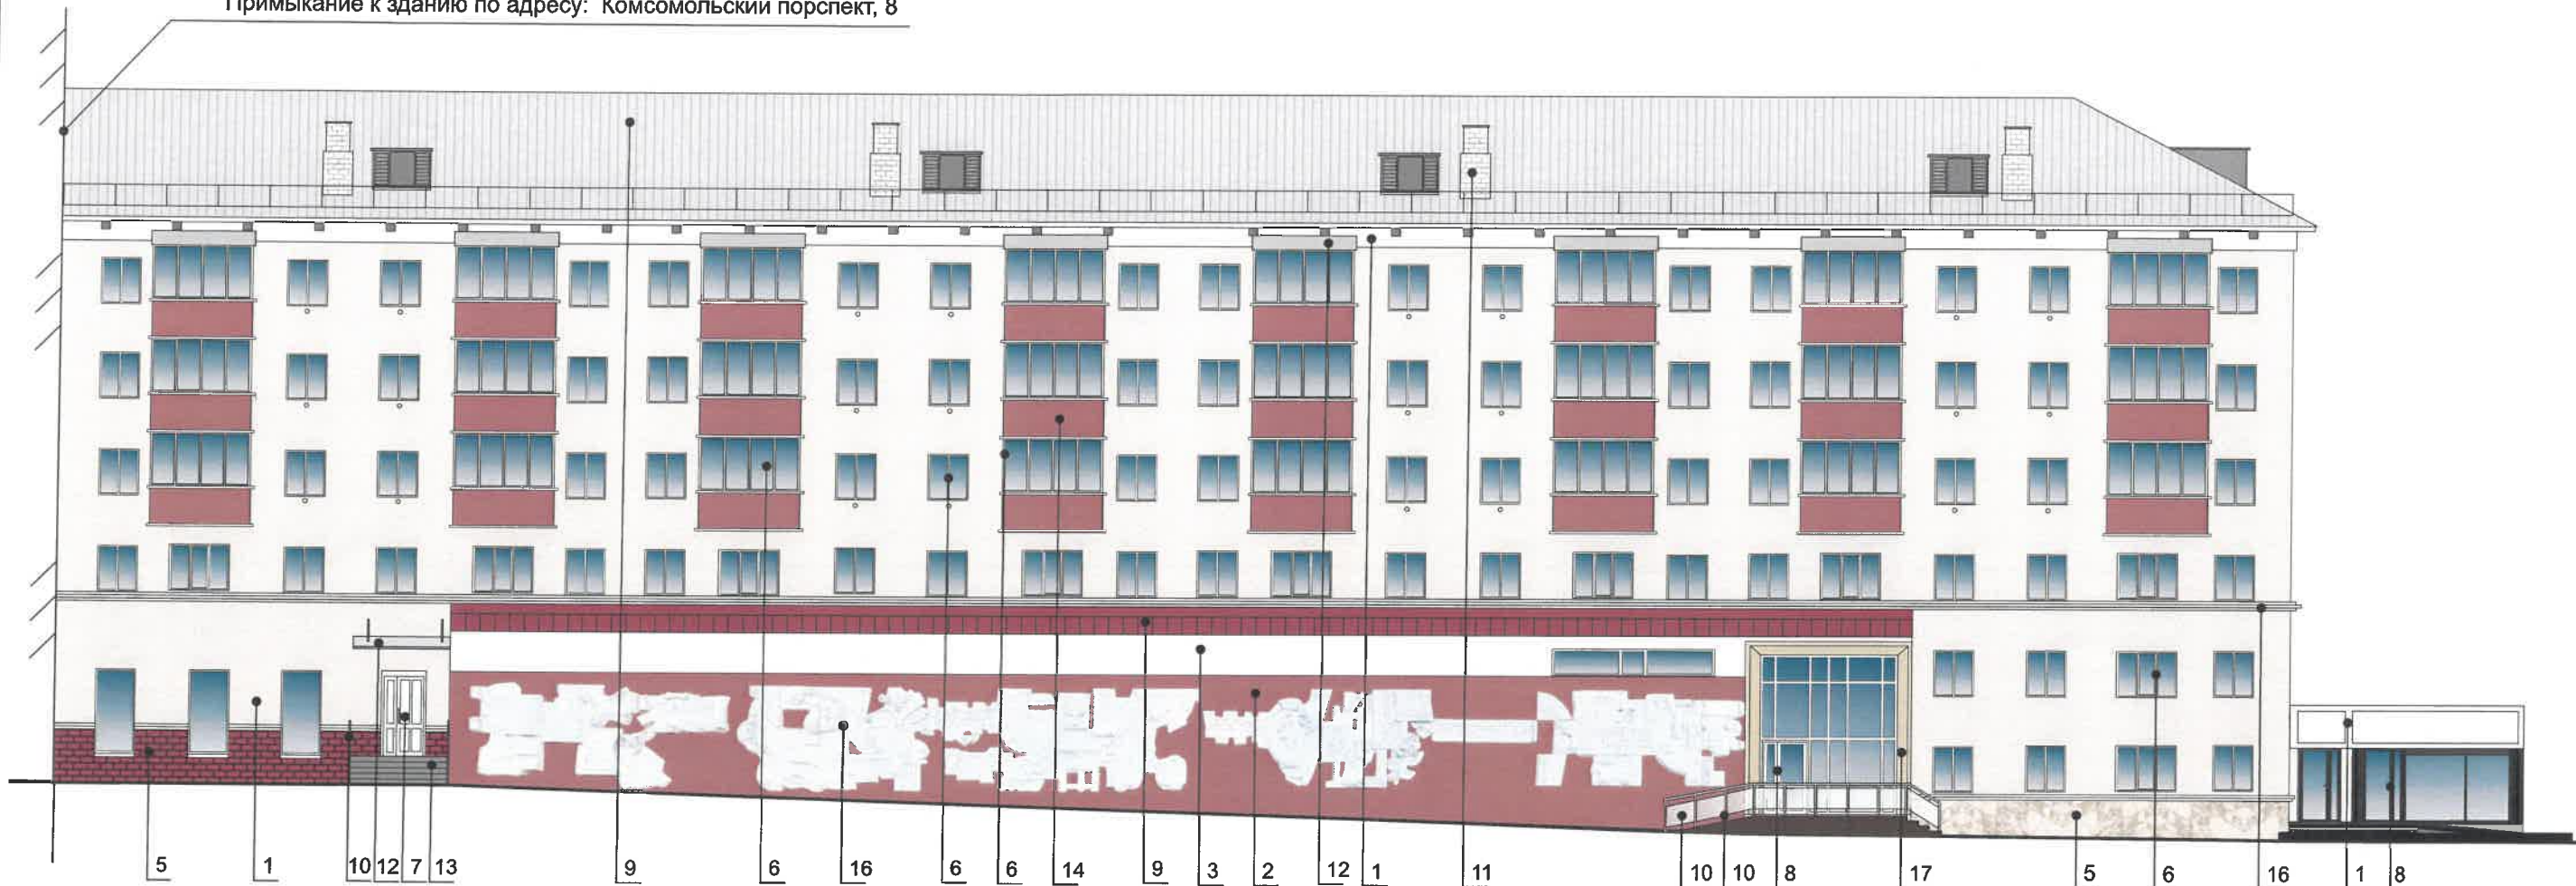 Примыкание к зданию по адресу: Комсомольский порспект, 8
5 1 10 12 7 13 9 6 16 6 6 14 9 3 2 12 1 11 10 10 8 17 5 6 16 1 8